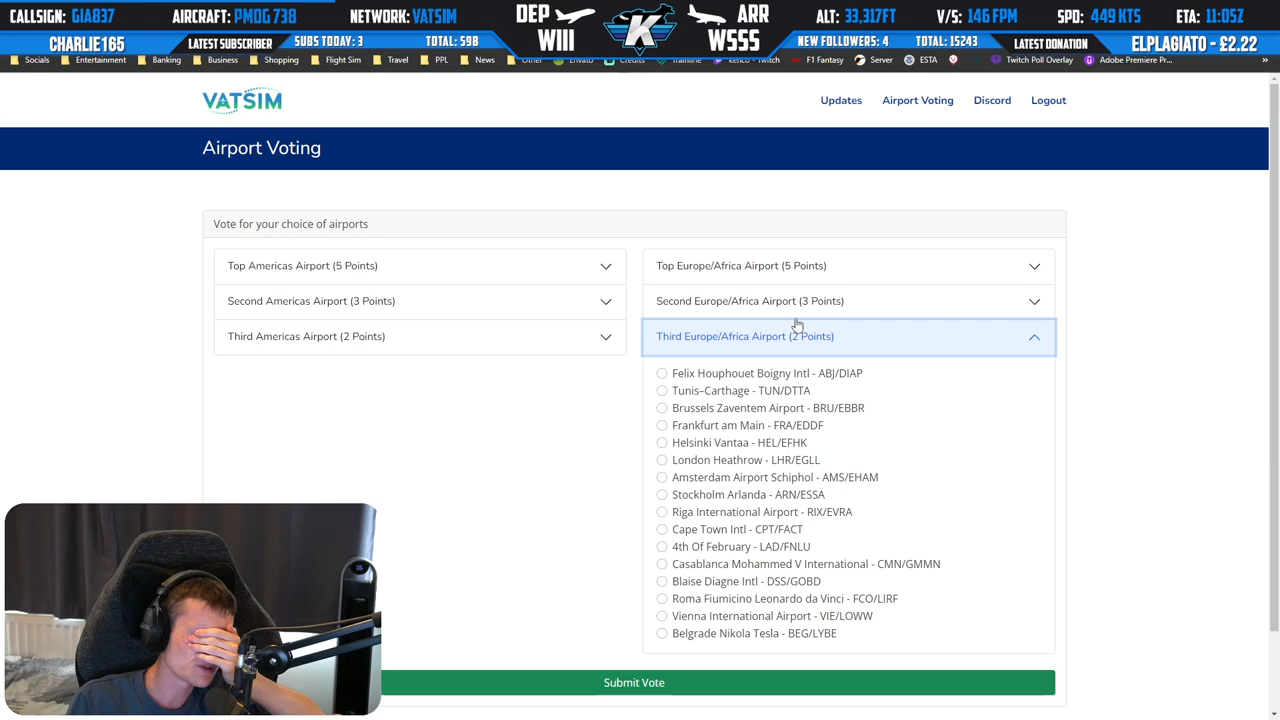 CALLSIGN: GIA837
AIRCRAFT: PMDG 738
NETWORK: VATSIM
DEP
WIII
K
ARR
WSSS
ALT: 33,317FT
V/S: 146 FPM
SPD: 449 KTS
ETA: 11:05Z
CHARLIE165
LATEST SUBSCRIBER
SUBS TODAY: 3
TOTAL: 598
NEW FOLLOWERS: 4
TOTAL: 15243
LATEST DONATION
ELPLAGIATO - £2.22
Socials
Entertainment
Banking
Business
Shopping
Flight Sim
Travel
PPL
News
Other
Envato
Credits
Trainline
kenco - Twitch
F1 Fantasy
Server
ESTA
Twitch Poll Overlay
Adobe Premiere Pr...
»
VATSIM
Updates
Airport Voting
Discord
Logout
Airport Voting
Vote for your choice of airports
Top Americas Airport (5 Points)
Second Americas Airport (3 Points)
Third Americas Airport (2 Points)
Top Europe/Africa Airport (5 Points)
Second Europe/Africa Airport (3 Points)
Third Europe/Africa Airport (2 Points)
Felix Houphouet Boigny Intl - ABJ/DIAP
Tunis–Carthage - TUN/DTTA
Brussels Zaventem Airport - BRU/EBBR
Frankfurt am Main - FRA/EDDF
Helsinki Vantaa - HEL/EFHK
London Heathrow - LHR/EGLL
Amsterdam Airport Schiphol - AMS/EHAM
Stockholm Arlanda - ARN/ESSA
Riga International Airport - RIX/EVRA
Cape Town Intl - CPT/FACT
4th Of February - LAD/FNLU
Casablanca Mohammed V International - CMN/GMMN
Blaise Diagne Intl - DSS/GOBD
Roma Fiumicino Leonardo da Vinci - FCO/LIRF
Vienna International Airport - VIE/LOWW
Belgrade Nikola Tesla - BEG/LYBE
Submit Vote